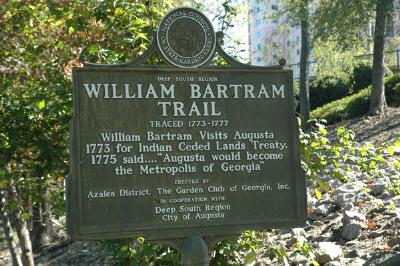 Deep South Region
William Bartram
Trail
Traced 1773-1777
William Bartram Visits Augusta
1773 for Indian Ceded Lands Treaty.
1775 said...."Augusta would become
the Metropolis of Georgia"
Erected by
Azalea District, The Garden Club of Georgia, Inc.
in cooperation with
Deep South Region
City of Augusta